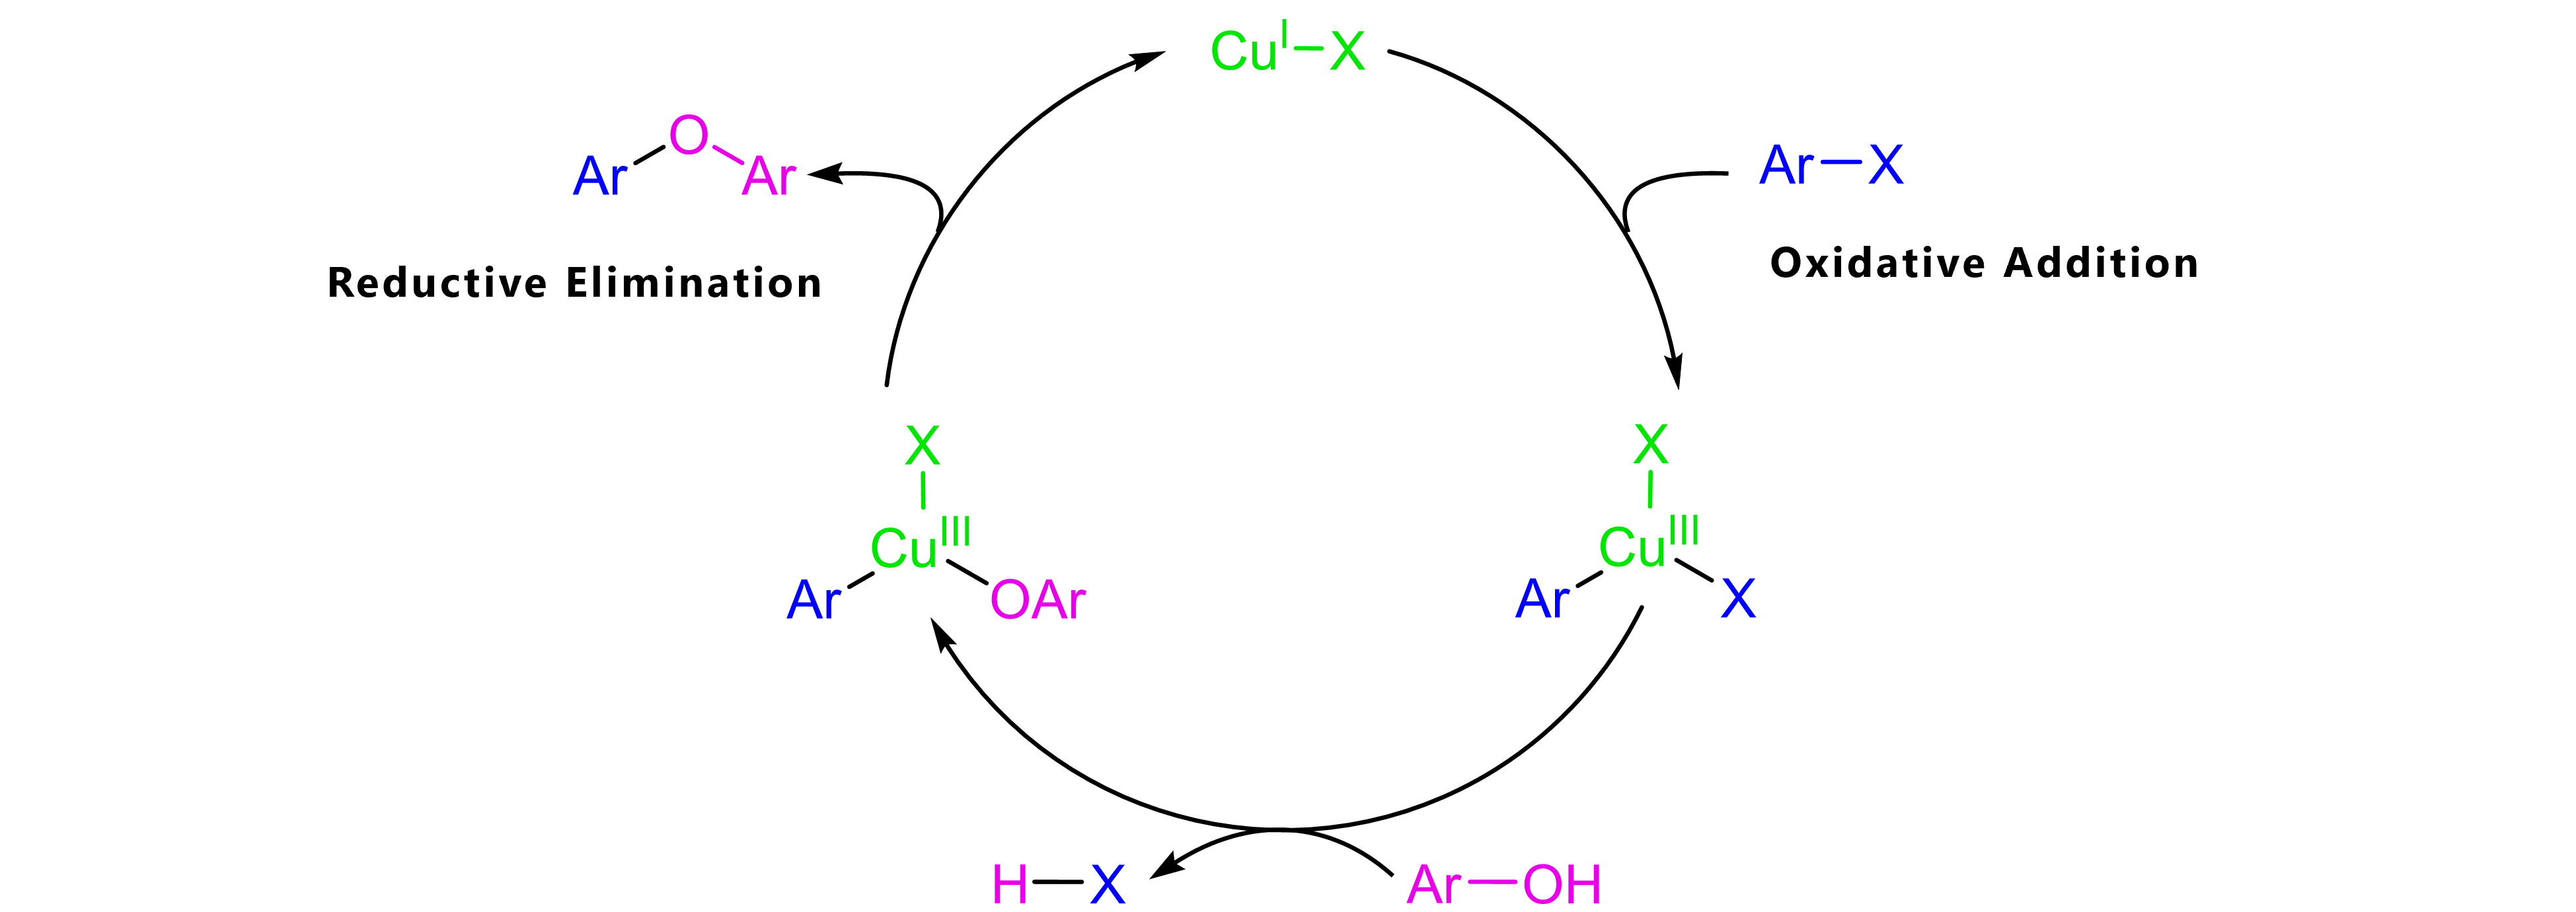 Cu^I–X
Ar–X
Oxidative Addition
X
Cu^III
Ar
X
Ar–OH
H–X
X
Cu^III
Ar
OAr
Ar
O
Ar
Reductive Elimination